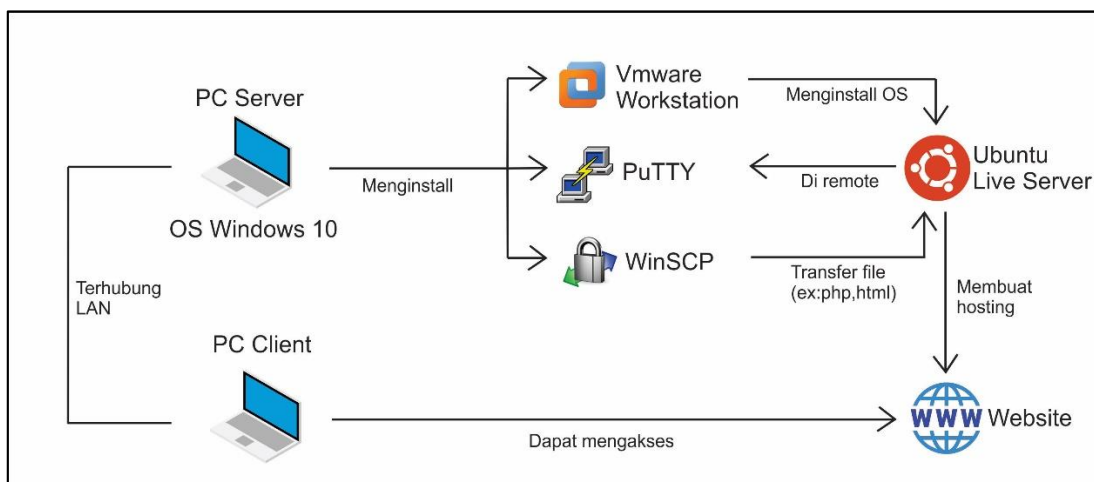 PC Server
OS Windows 10
Menginstall
Vmware
Workstation
Menginstall OS
PuTTY
Di remote
Ubuntu
Live Server
WinSCP
Transfer file
(ex:php,html)
Membuat
hosting
Terhubung
LAN
PC Client
Dapat mengakses
WWW Website